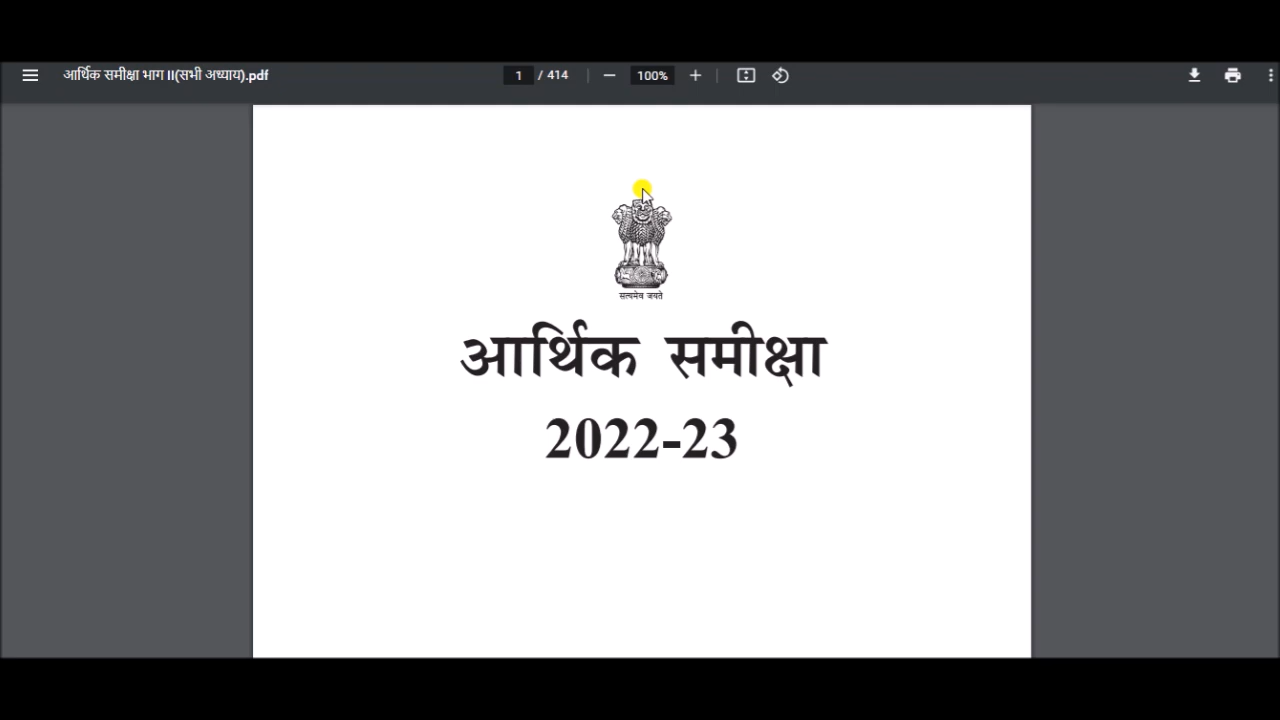 आर्थिक समीक्षा भाग II(सभी अध्याय).pdf
1 / 414
100%
सत्यमेव जयते
आर्थिक समीक्षा
2022-23